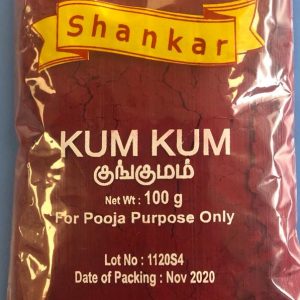 Shankar
KUM KUM
குங்குமம்
Net Wt : 100 g
For Pooja Purpose Only
Lot No : 1120S4
Date of Packing : Nov 2020